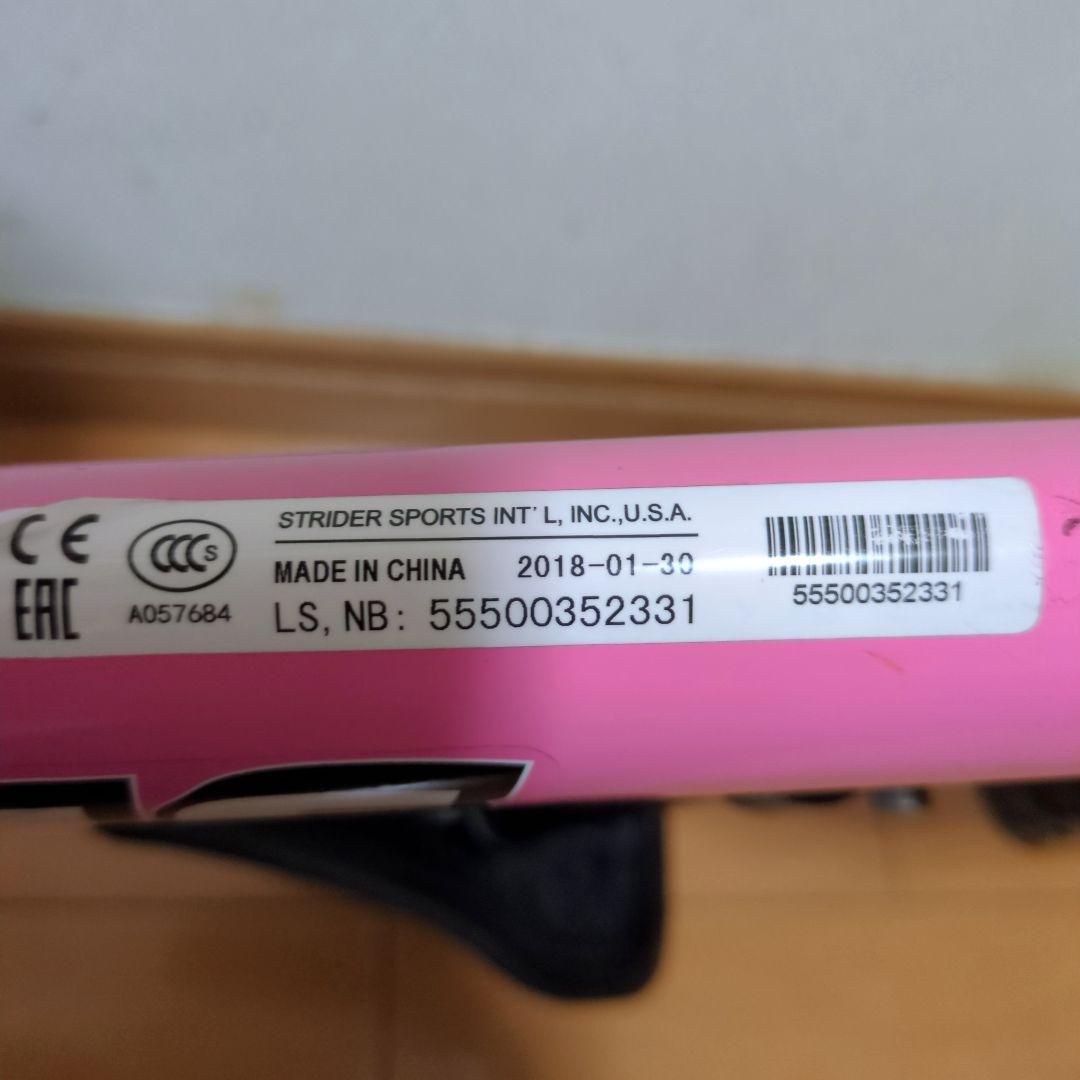 CE
EAC
CCC S
A057684
STRIDER SPORTS INT' L, INC.,U.S.A.
MADE IN CHINA 2018-01-30
LS, NB: 55500352331
55500352331